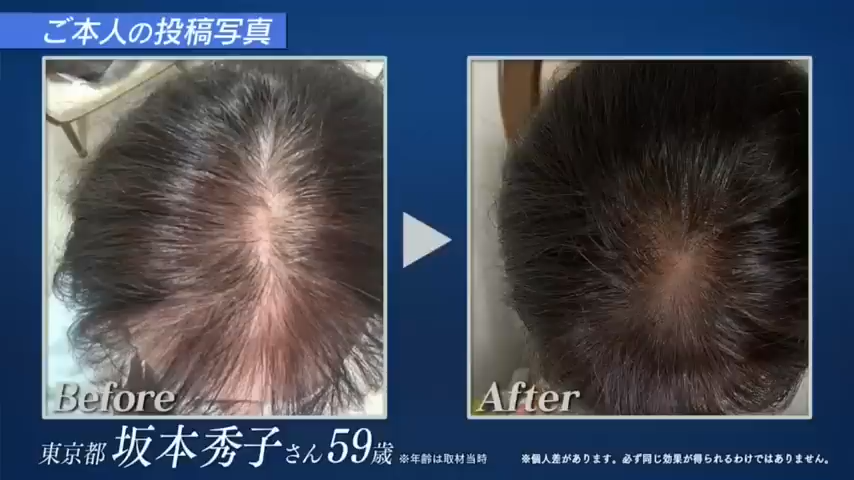 ご本人の投稿写真
Before
After
東京都 坂本秀子さん 59歳 ※年齢は取材当時
※個人差があります。必ず同じ効果が得られるわけではありません。